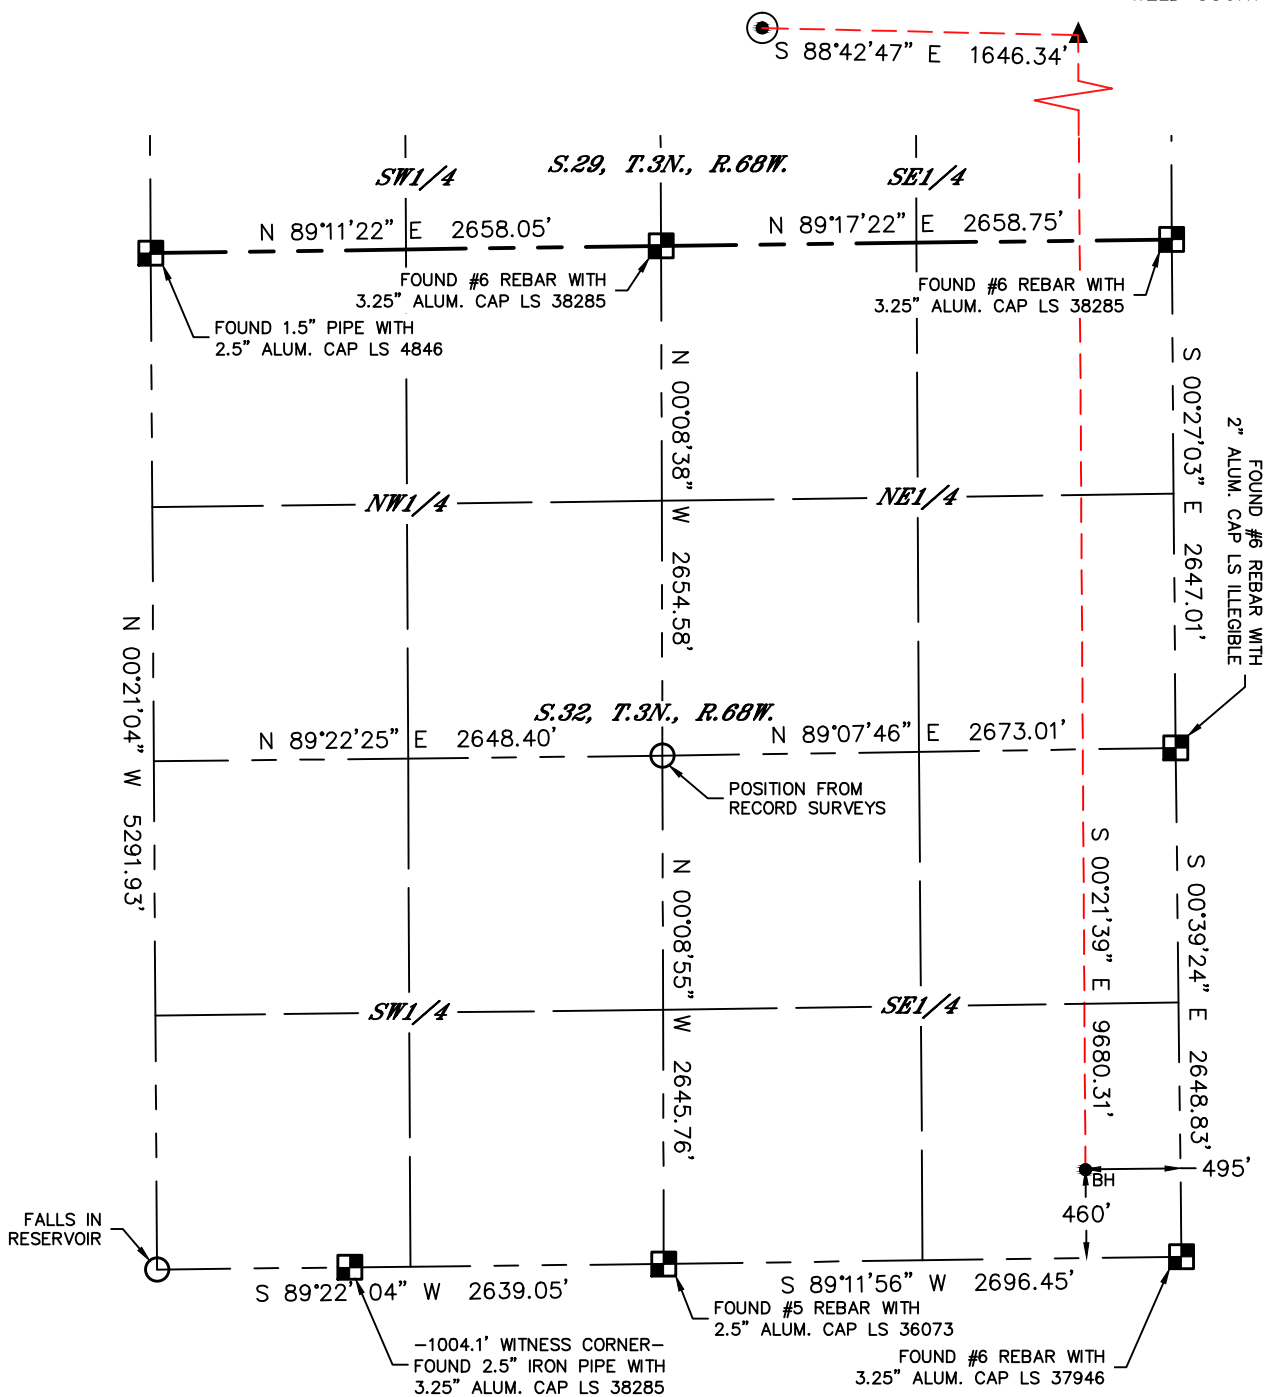 S 88°42'47" E 1646.34'
SW1/4
S.29, T.3N., R.68W.
SE1/4
N 89°11'22" E 2658.05'
N 89°17'22" E 2658.75'
FOUND #6 REBAR WITH
3.25" ALUM. CAP LS 38285
FOUND #6 REBAR WITH
3.25" ALUM. CAP LS 38285
FOUND 1.5" PIPE WITH
2.5" ALUM. CAP LS 4846
N 00°08'38" W 2654.58'
S 00°27'03" E 2647.01'
FOUND #6 REBAR WITH
2" ALUM. CAP LS ILLEGIBLE
NW1/4
NE1/4
N 00°21'04" W 5291.93'
S.32, T.3N., R.68W.
N 89°22'25" E 2648.40'
N 89°07'46" E 2673.01'
POSITION FROM
RECORD SURVEYS
N 00°08'55" W 2645.76'
S 00°21'39" E 9680.31'
S 00°39'24" E 2648.83'
SW1/4
SE1/4
BH
495'
460'
FALLS IN
RESERVOIR
S 89°22'04" W 2639.05'
S 89°11'56" W 2696.45'
FOUND #5 REBAR WITH
2.5" ALUM. CAP LS 36073
-1004.1' WITNESS CORNER-
FOUND 2.5" IRON PIPE WITH
3.25" ALUM. CAP LS 38285
FOUND #6 REBAR WITH
3.25" ALUM. CAP LS 37946